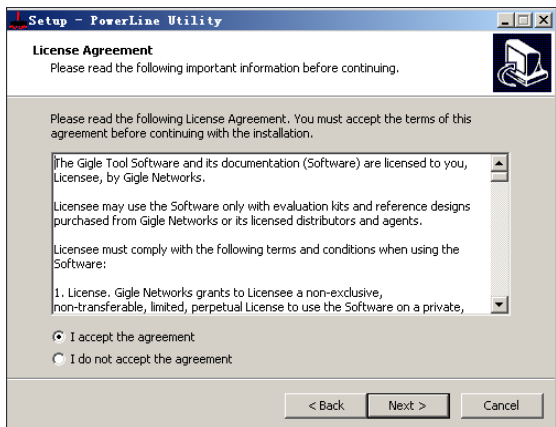 Setup - PowerLine Utility
License Agreement
Please read the following important information before continuing.
Please read the following License Agreement. You must accept the terms of this
agreement before continuing with the installation.
The Gigle Tool Software and its documentation (Software) are licensed to you,
Licensee, by Gigle Networks.
Licensee may use the Software only with evaluation kits and reference designs
purchased from Gigle Networks or its licensed distributors and agents.
Licensee must comply with the following terms and conditions when using the
Software:
1. License. Gigle Networks grants to Licensee a non-exclusive,
non-transferable, limited, perpetual License to use the Software on a private,
I accept the agreement
I do not accept the agreement
< Back
Next >
Cancel